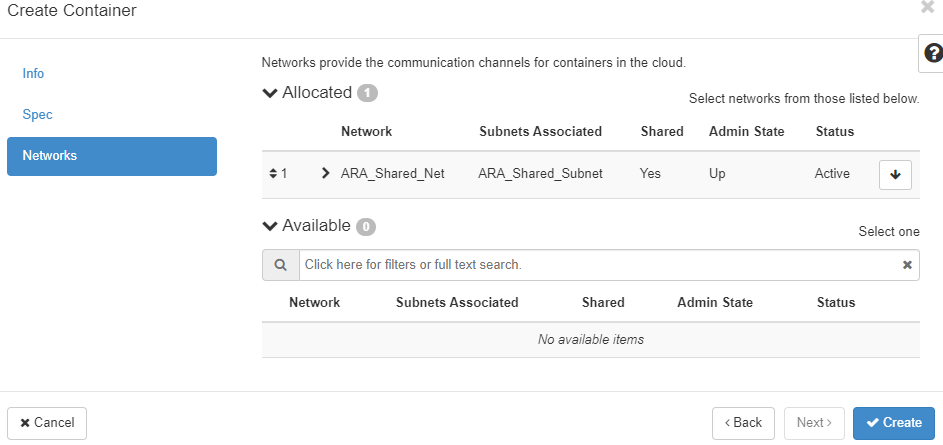 Create Container
Info
Spec
Networks
Networks provide the communication channels for containers in the cloud.
Allocated 1
Select networks from those listed below.
Network Subnets Associated Shared Admin State Status
1 ARA_Shared_Net ARA_Shared_Subnet Yes Up Active
Available 0
Select one
Click here for filters or full text search.
Network Subnets Associated Shared Admin State Status
No available items
Cancel
Back
Next
Create